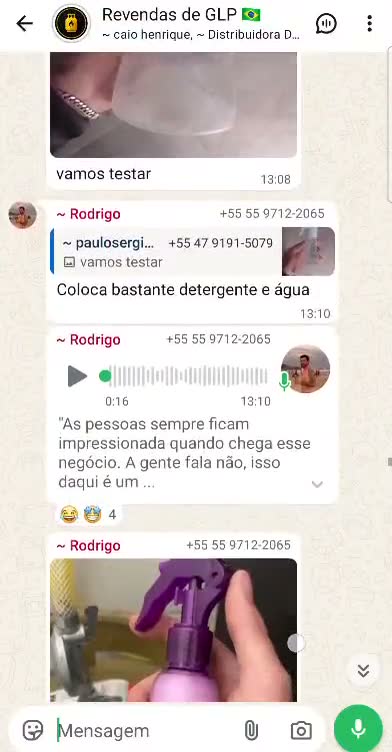 Revendas de GLP 🇧🇷
~ caio henrique, ~ Distribuidora D...
vamos testar
13:08
~ Rodrigo +55 55 9712-2065
~ paulosergi... +55 47 9191-5079
vamos testar
Coloca bastante detergente e água
13:10
~ Rodrigo +55 55 9712-2065
0:16 13:10
"As pessoas sempre ficam
impressionada quando chega esse
negócio. A gente fala não, isso
daqui é um ...
😂 🤩 4
~ Rodrigo +55 55 9712-2065
Mensagem